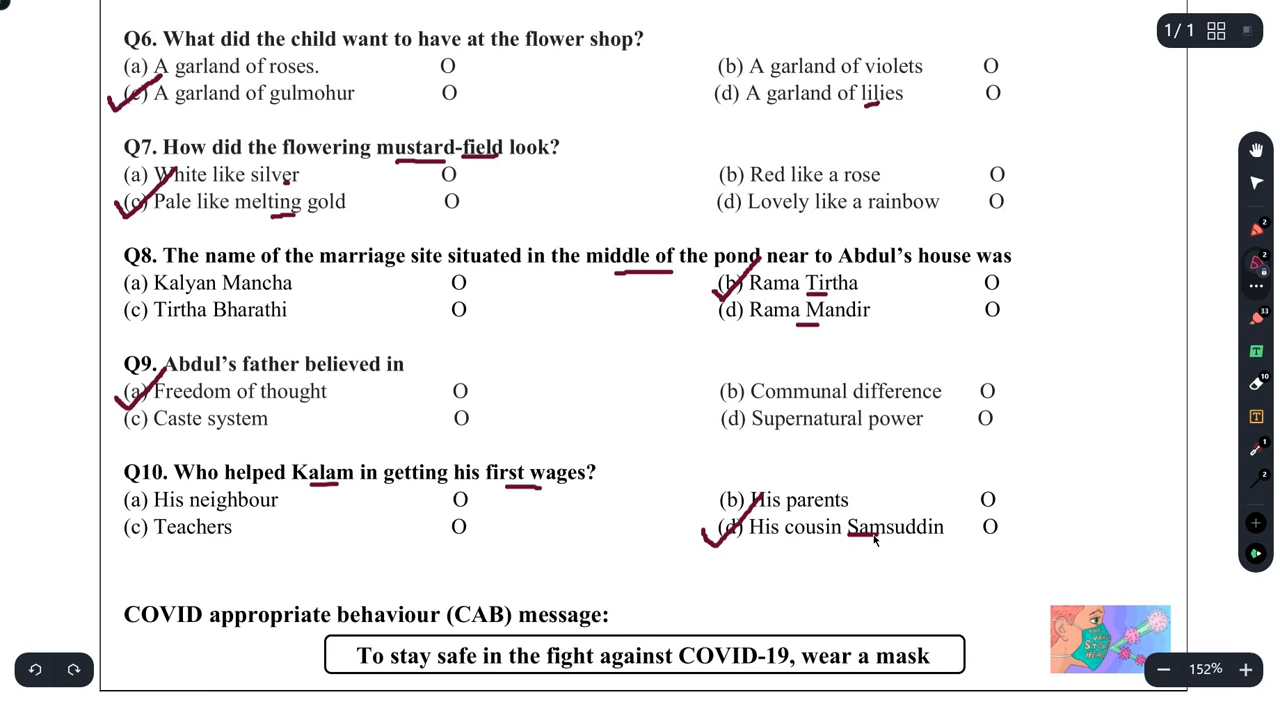 1/1
Q6. What did the child want to have at the flower shop?
(a) A garland of roses. O (b) A garland of violets O
(c) A garland of gulmohur O (d) A garland of lilies O
Q7. How did the flowering mustard-field look?
(a) White like silver O (b) Red like a rose O
(c) Pale like melting gold O (d) Lovely like a rainbow O
Q8. The name of the marriage site situated in the middle of the pond near to Abdul’s house was
(a) Kalyan Mancha O (b) Rama Tirtha O
(c) Tirtha Bharathi O (d) Rama Mandir O
Q9. Abdul’s father believed in
(a) Freedom of thought O (b) Communal difference O
(c) Caste system O (d) Supernatural power O
Q10. Who helped Kalam in getting his first wages?
(a) His neighbour O (b) His parents O
(c) Teachers O (d) His cousin Samsuddin O
COVID appropriate behaviour (CAB) message:
To stay safe in the fight against COVID-19, wear a mask
152%
2
2
33
T
10
T
1
2